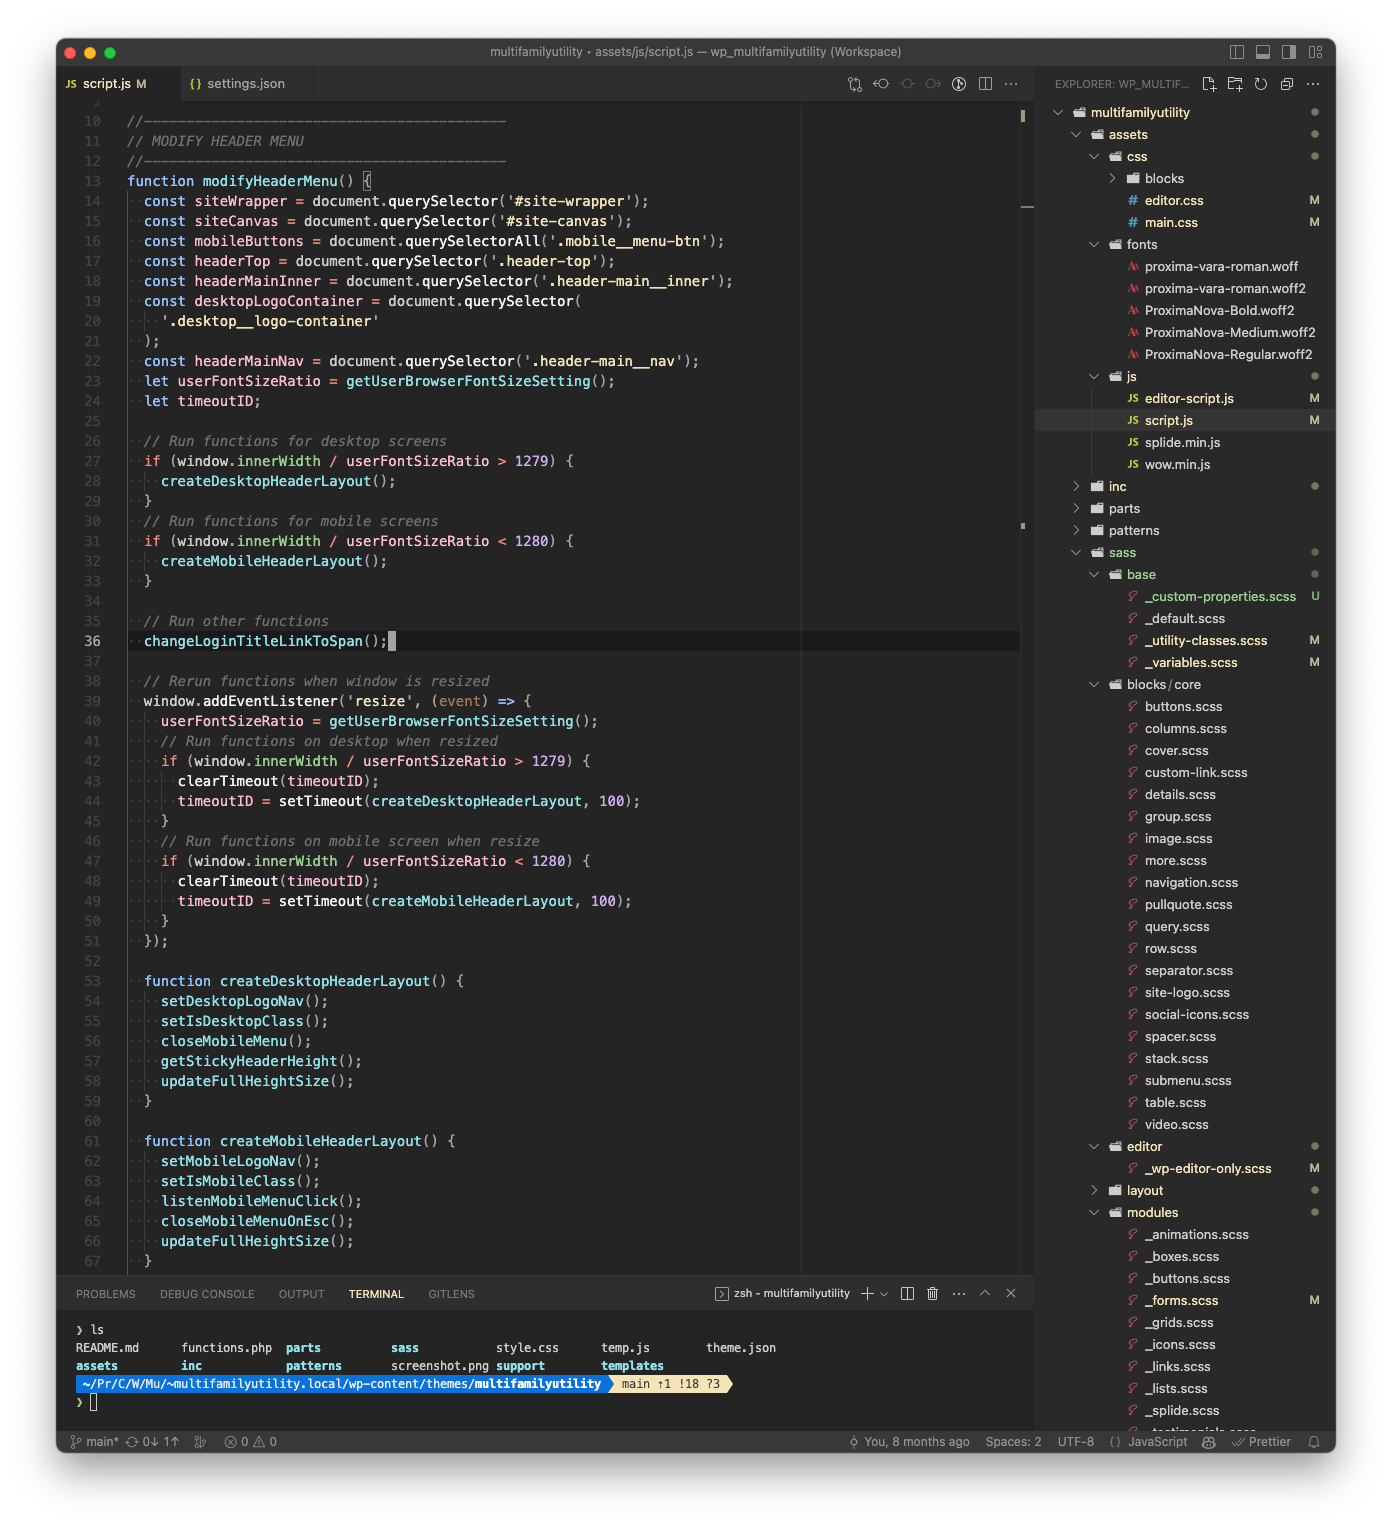 multifamilyutility • assets/js/script.js — wp_multifamilyutility (Workspace)
JS script.js M
{} settings.json
EXPLORER: WP_MULTIF...
9
10 //-------------------------------------------
11 // MODIFY HEADER MENU
12 //-------------------------------------------
13 function modifyHeaderMenu() {
14 const siteWrapper = document.querySelector('#site-wrapper');
15 const siteCanvas = document.querySelector('#site-canvas');
16 const mobileButtons = document.querySelectorAll('.mobile__menu-btn');
17 const headerTop = document.querySelector('.header-top');
18 const headerMainInner = document.querySelector('.header-main__inner');
19 const desktopLogoContainer = document.querySelector(
20 '.desktop__logo-container'
21 );
22 const headerMainNav = document.querySelector('.header-main__nav');
23 let userFontSizeRatio = getUserBrowserFontSizeSetting();
24 let timeoutID;
25
26 // Run functions for desktop screens
27 if (window.innerWidth / userFontSizeRatio > 1279) {
28 createDesktopHeaderLayout();
29 }
30 // Run functions for mobile screens
31 if (window.innerWidth / userFontSizeRatio < 1280) {
32 createMobileHeaderLayout();
33 }
34
35 // Run other functions
36 changeLoginTitleLinkToSpan();
37
38 // Rerun functions when window is resized
39 window.addEventListener('resize', (event) => {
40 userFontSizeRatio = getUserBrowserFontSizeSetting();
41 // Run functions on desktop when resized
42 if (window.innerWidth / userFontSizeRatio > 1279) {
43 clearTimeout(timeoutID);
44 timeoutID = setTimeout(createDesktopHeaderLayout, 100);
45 }
46 // Run functions on mobile screen when resize
47 if (window.innerWidth / userFontSizeRatio < 1280) {
48 clearTimeout(timeoutID);
49 timeoutID = setTimeout(createMobileHeaderLayout, 100);
50 }
51 });
52
53 function createDesktopHeaderLayout() {
54 setDesktopLogoNav();
55 setIsDesktopClass();
56 closeMobileMenu();
57 getStickyHeaderHeight();
58 updateFullHeightSize();
59 }
60
61 function createMobileHeaderLayout() {
62 setMobileLogoNav();
63 setIsMobileClass();
64 listenMobileMenuClick();
65 closeMobileMenuOnEsc();
66 updateFullHeightSize();
67 }
multifamilyutility
assets
css
blocks
# editor.css M
# main.css M
fonts
proxima-vara-roman.woff
proxima-vara-roman.woff2
ProximaNova-Bold.woff2
ProximaNova-Medium.woff2
ProximaNova-Regular.woff2
js
JS editor-script.js M
JS script.js M
JS splide.min.js
JS wow.min.js
inc
parts
patterns
sass
base
_custom-properties.scss U
_default.scss
_utility-classes.scss M
_variables.scss M
blocks/core
buttons.scss
columns.scss
cover.scss
custom-link.scss
details.scss
group.scss
image.scss
more.scss
navigation.scss
pullquote.scss
query.scss
row.scss
separator.scss
site-logo.scss
social-icons.scss
spacer.scss
stack.scss
submenu.scss
table.scss
video.scss
editor
_wp-editor-only.scss M
layout
modules
_animations.scss
_boxes.scss
_buttons.scss
_forms.scss M
_grids.scss
_icons.scss
_links.scss
_lists.scss
_splide.scss
_testimonials.scss
PROBLEMS DEBUG CONSOLE OUTPUT TERMINAL GITLENS
zsh - multifamilyutility
❯ ls
README.md functions.php parts sass style.css temp.js theme.json
assets inc patterns screenshot.png support templates
~/Pr/C/W/Mu/~multifamilyutility.local/wp-content/themes/multifamilyutility main ↑1 !18 ?3
❯
main* 0↓ 1↑ 0 0
You, 8 months ago Spaces: 2 UTF-8 {} JavaScript Prettier